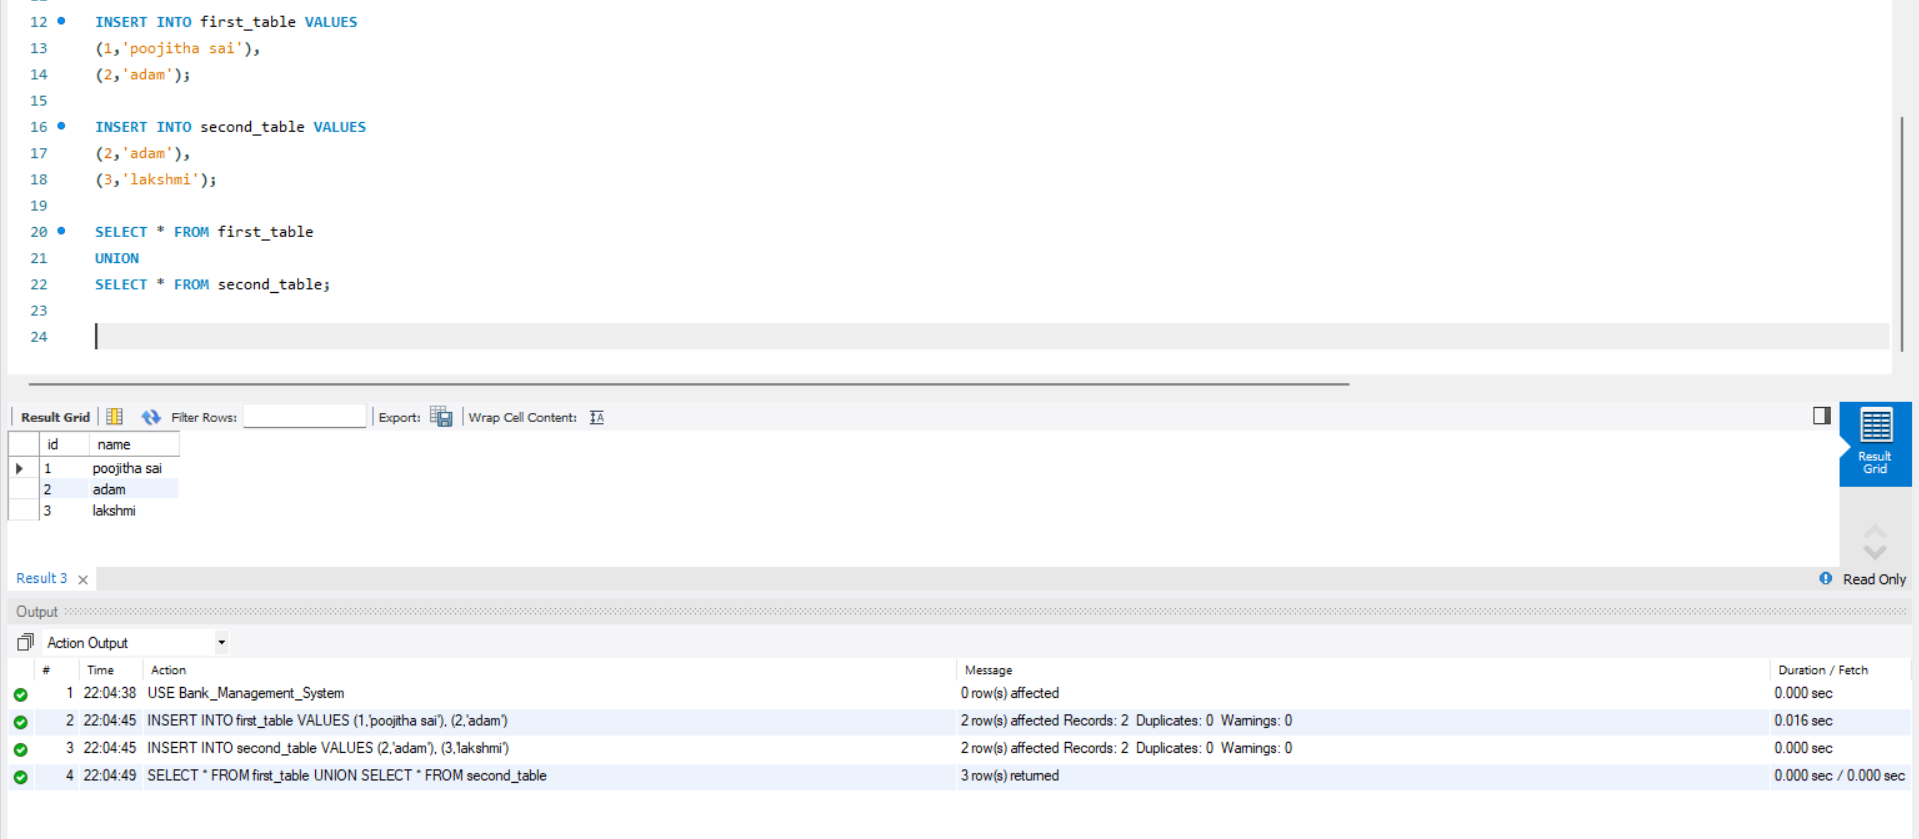 12 INSERT INTO first_table VALUES
13 (1,'poojitha sai'),
14 (2,'adam');
15
16 INSERT INTO second_table VALUES
17 (2,'adam'),
18 (3,'lakshmi');
19
20 SELECT * FROM first_table
21 UNION
22 SELECT * FROM second_table;
23
24
Result Grid Filter Rows: Export: Wrap Cell Content:
id name
1 poojitha sai
2 adam
3 lakshmi
Result
Grid
Result 3 Read Only
Output
Action Output
# Time Action Message Duration / Fetch
1 22:04:38 USE Bank_Management_System 0 row(s) affected 0.000 sec
2 22:04:45 INSERT INTO first_table VALUES (1,'poojitha sai'), (2,'adam') 2 row(s) affected Records: 2 Duplicates: 0 Warnings: 0 0.016 sec
3 22:04:45 INSERT INTO second_table VALUES (2,'adam'), (3,'lakshmi') 2 row(s) affected Records: 2 Duplicates: 0 Warnings: 0 0.000 sec
4 22:04:49 SELECT * FROM first_table UNION SELECT * FROM second_table 3 row(s) returned 0.000 sec / 0.000 sec